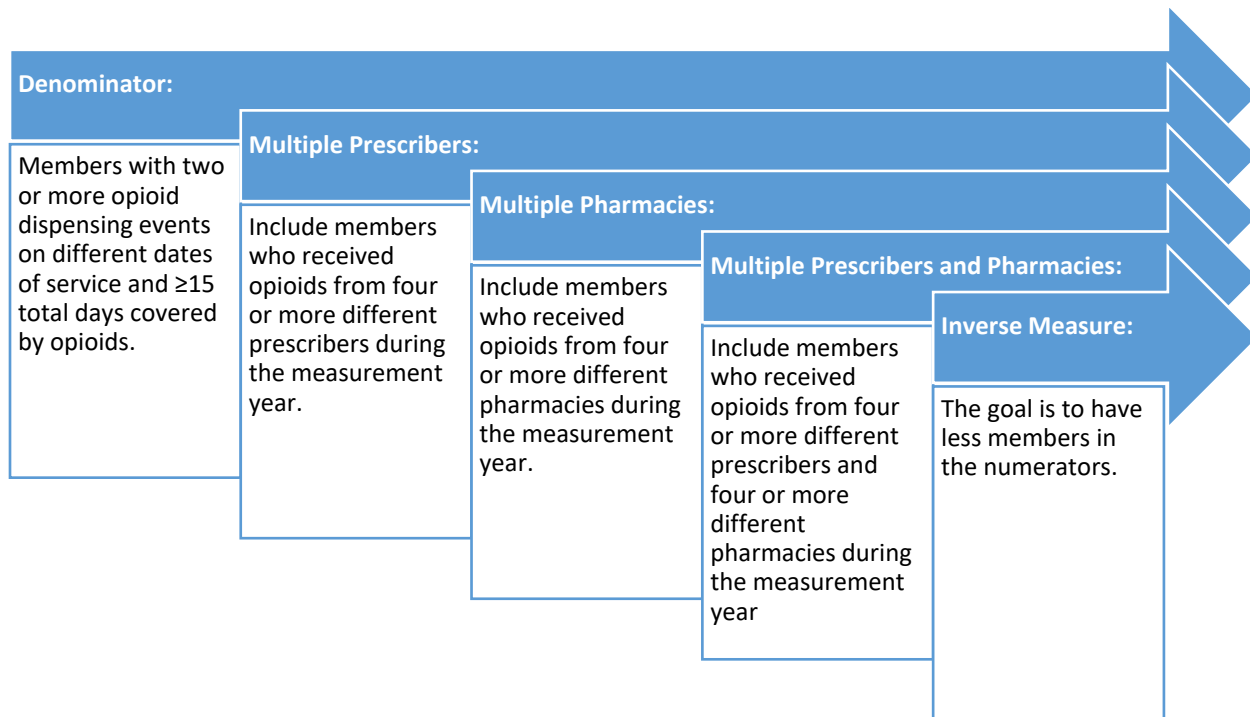 Denominator:
Members with two
or more opioid
dispensing events
on different dates
of service and ≥15
total days covered
by opioids.
Multiple Prescribers:
Include members
who received
opioids from four
or more different
prescribers during
the measurement
year.
Multiple Pharmacies:
Include members
who received
opioids from four
or more different
pharmacies during
the measurement
year.
Multiple Prescribers and Pharmacies:
Include members
who received
opioids from four
or more different
prescribers and
four or more
different
pharmacies during
the measurement
year
Inverse Measure:
The goal is to have
less members in
the numerators.